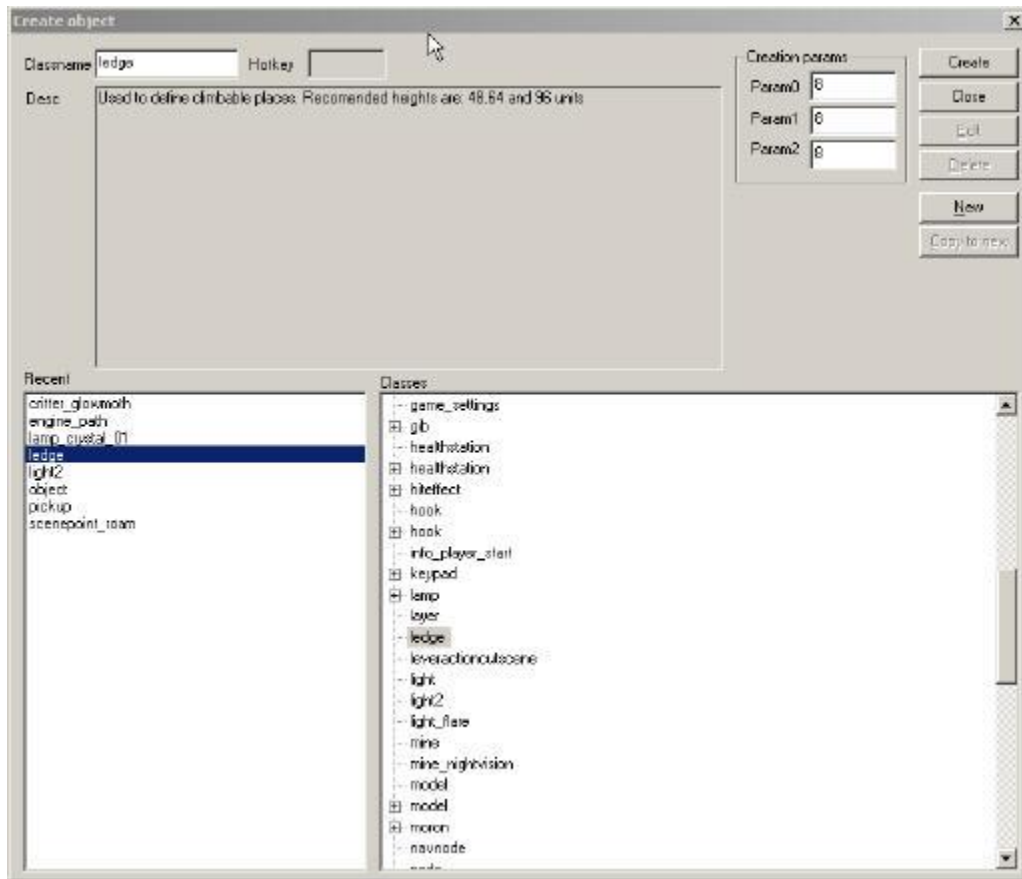 Create object
Classname ledge Hotkey
Desc Used to define climbable places. Recomended heights are: 48,64 and 96 units
Creation params
Param0 8
Param1 8
Param2 8
Create
Close
Edit
Delete
New
Copy to new
Recent
critter_glowmoth
engine_path
lamp_crystal_01
ledge
light2
object
pickup
scenepoint_roam
Classes
game_settings
gib
healthstation
healthstation
hiteffect
hook
hook
info_player_start
keypad
lamp
layer
ledge
leveractioncutscene
light
light2
light_flare
mine
mine_nightvision
model
model
moron
navnode